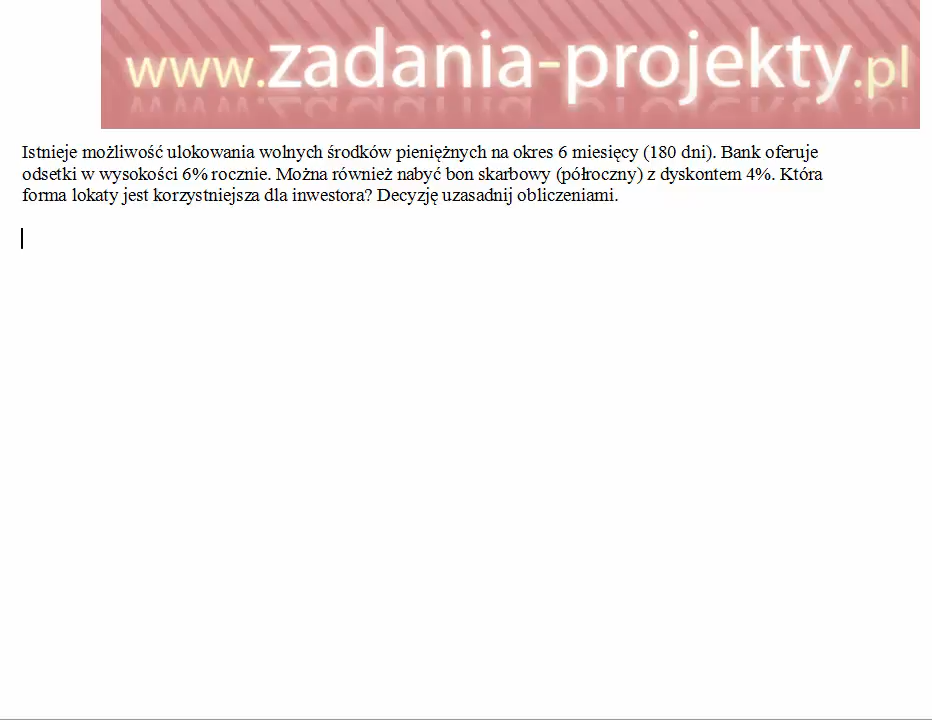 www.zadania-projekty.pl
Istnieje możliwość ulokowania wolnych środków pieniężnych na okres 6 miesięcy (180 dni). Bank oferuje
odsetki w wysokości 6% rocznie. Można również nabyć bon skarbowy (półroczny) z dyskontem 4%. Która
forma lokaty jest korzystniejsza dla inwestora? Decyzję uzasadnij obliczeniami.